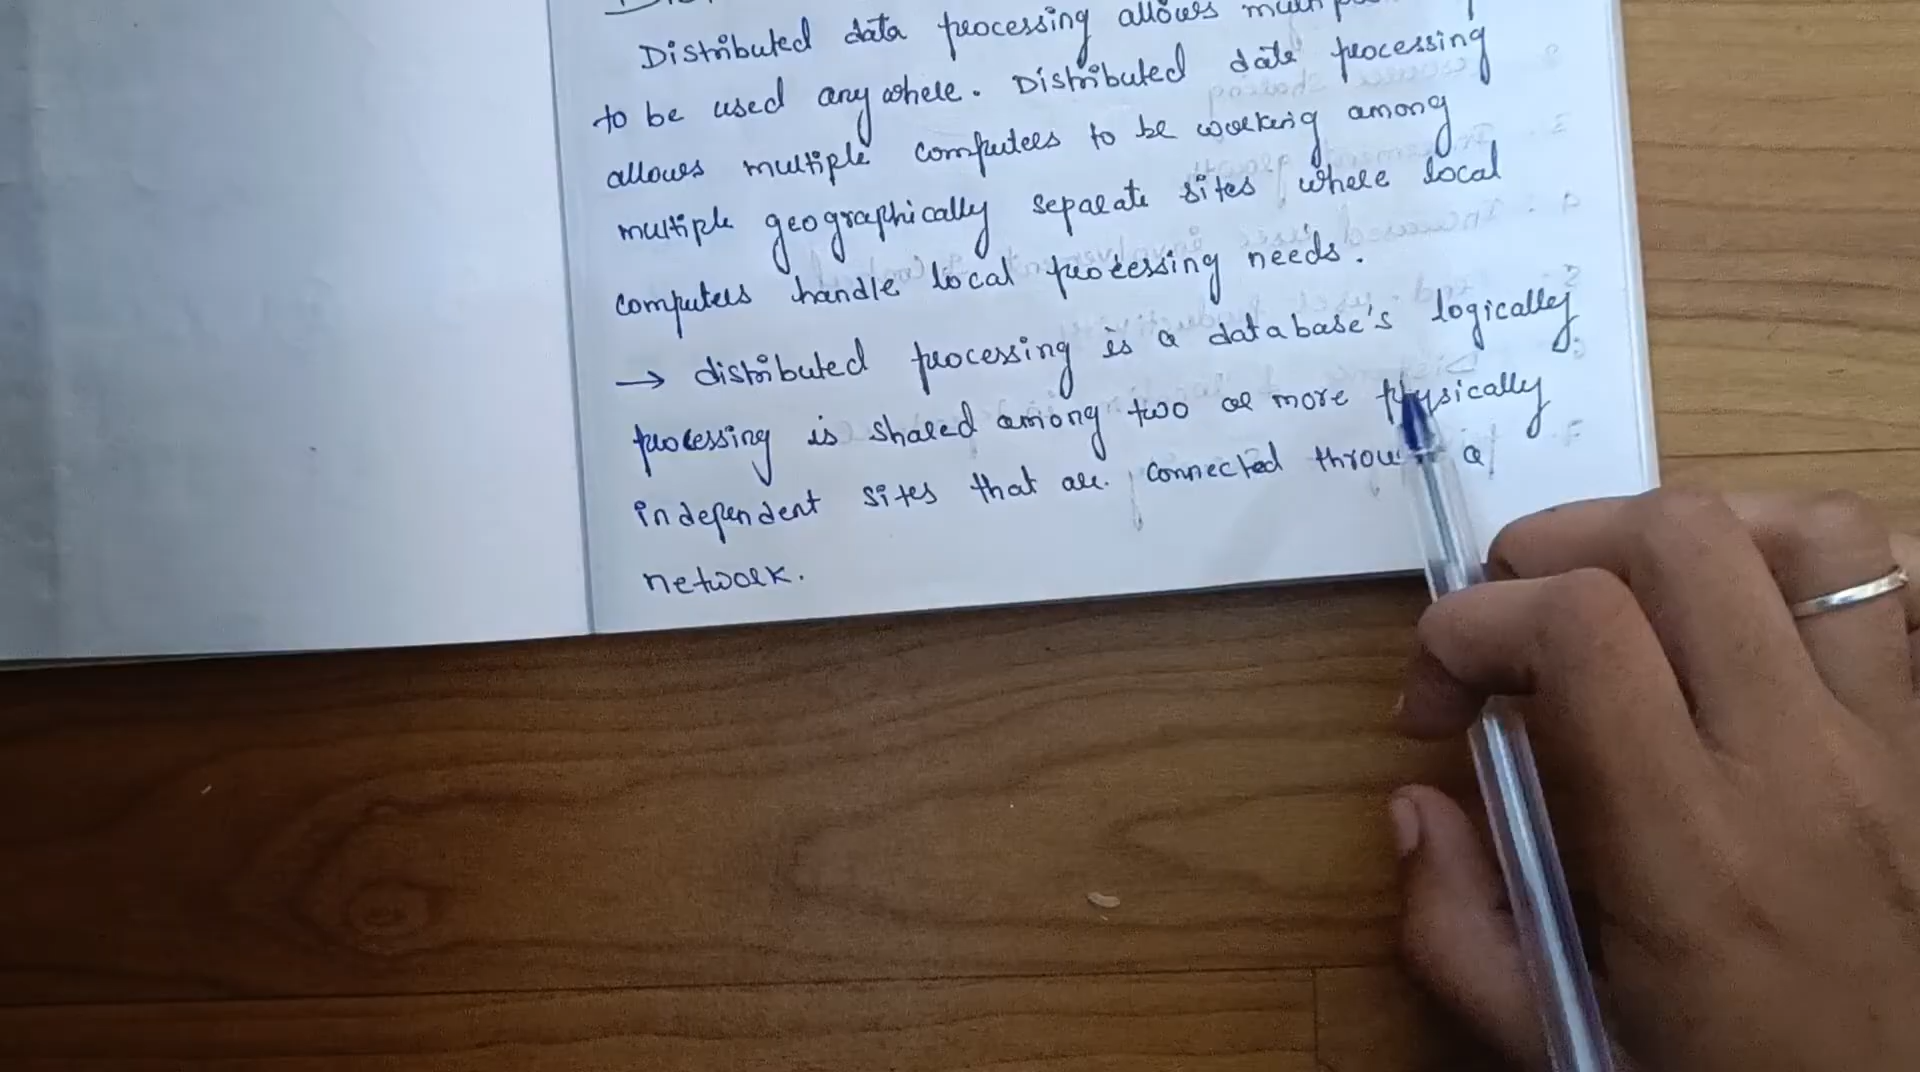 Distributed data processing allows
to be used anywhere. Distributed date processing
allows multiple computers to be working among
multiple geographically separate sites where local
computers handle local processing needs.
→ distributed processing is a database's logically
processing is shared among two or more physically
independent sites that are connected through a
network.